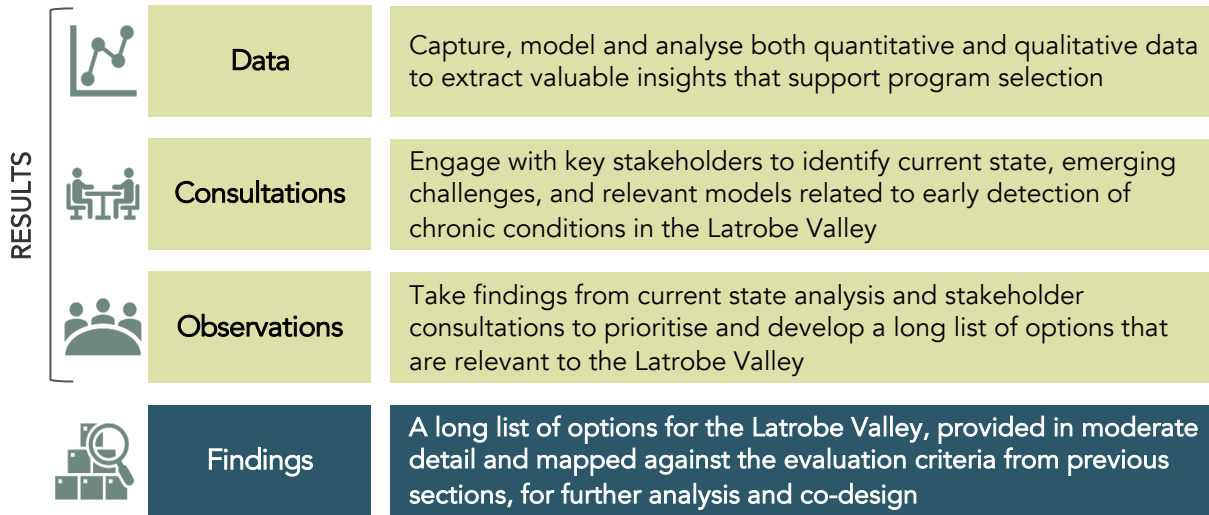 RESULTS
Data
Capture, model and analyse both quantitative and qualitative data
to extract valuable insights that support program selection
Consultations
Engage with key stakeholders to identify current state, emerging
challenges, and relevant models related to early detection of
chronic conditions in the Latrobe Valley
Observations
Take findings from current state analysis and stakeholder
consultations to prioritise and develop a long list of options that
are relevant to the Latrobe Valley
Findings
A long list of options for the Latrobe Valley, provided in moderate
detail and mapped against the evaluation criteria from previous
sections, for further analysis and co-design